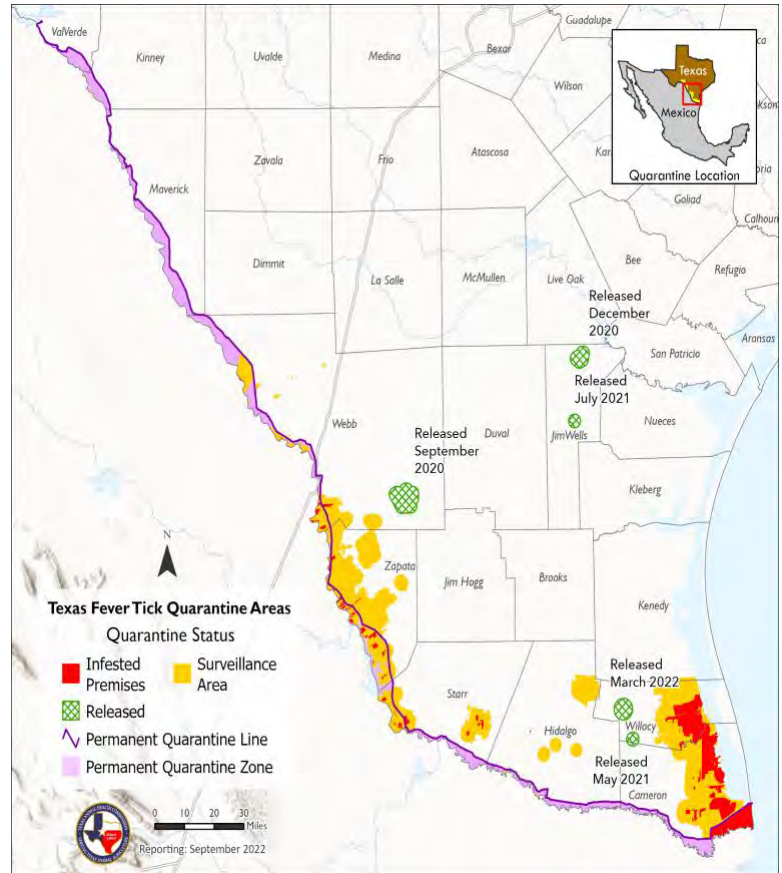 Guadalupe
ValVerde
Bexar
Kinney
Uvalde
Medina
Wilson
Texas
Mexico
Quarantine Location
Zavala
Frio
Atascosa
Maverick
Goliad
Calhoun
Dimmit
La Salle
McMullen
Live Oak
Bee
Refugio
Released
December
2020
Aransas
San Patricio
Released
July 2021
Webb
Released
September
2020
Duval
JimWells
Nueces
Kleberg
N
Zapata
Jim Hogg
Brooks
Kenedy
Texas Fever Tick Quarantine Areas
Quarantine Status
Infested
Premises
Surveillance
Area
Released
Permanent Quarantine Line
Permanent Quarantine Zone
Released
March 2022
Starr
Hidalgo
Willacy
Released
May 2021
Cameron
0 10 20 30
Miles
Reporting: September 2022